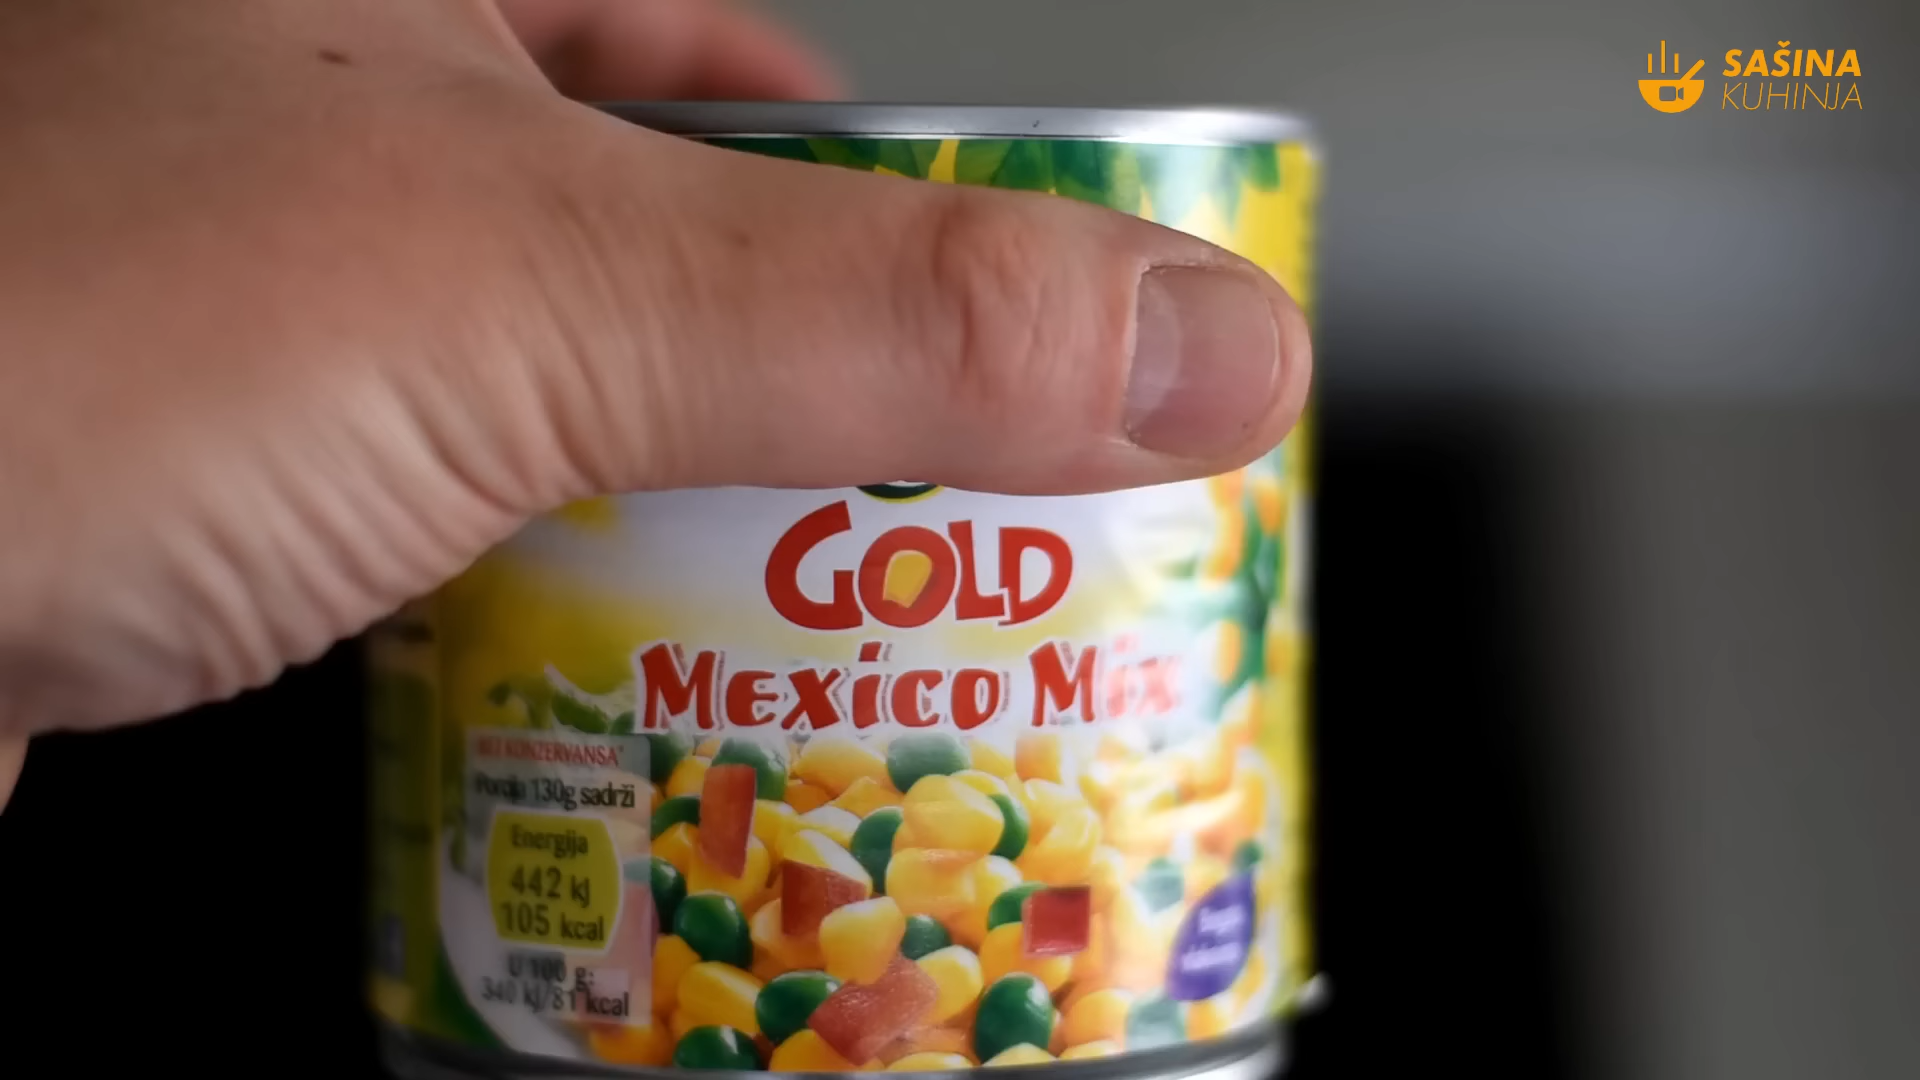 SAŠINA
KUHINJA
GOLD
MEXICO MIX
BEZ KONZERVANSA*
Porcija 130g sadrži
Energija
442 kJ
105 kcal
U 100 g:
340 kJ/81 kcal